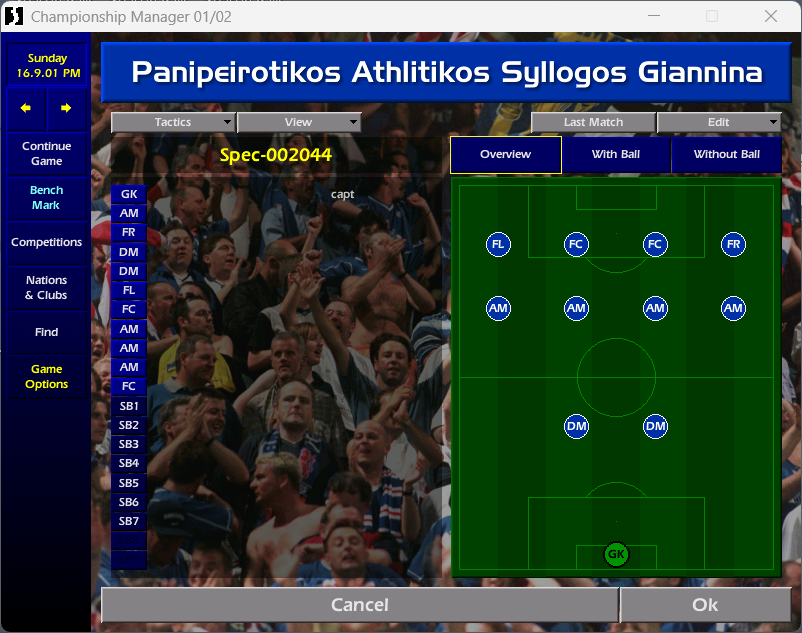 Championship Manager 01/02
Sunday
16.9.01 PM
Panipeirotikos Athlitikos Syllogos Giannina
Tactics
View
Last Match
Edit
Continue
Game
Bench
Mark
Competitions
Nations
& Clubs
Find
Game
Options
Spec-002044
Overview
With Ball
Without Ball
GK capt
AM
FR
DM
DM
FL
FC
AM
AM
AM
FC
SB1
SB2
SB3
SB4
SB5
SB6
SB7
FL FC FC FR
AM AM AM AM
DM DM
GK
Cancel
Ok